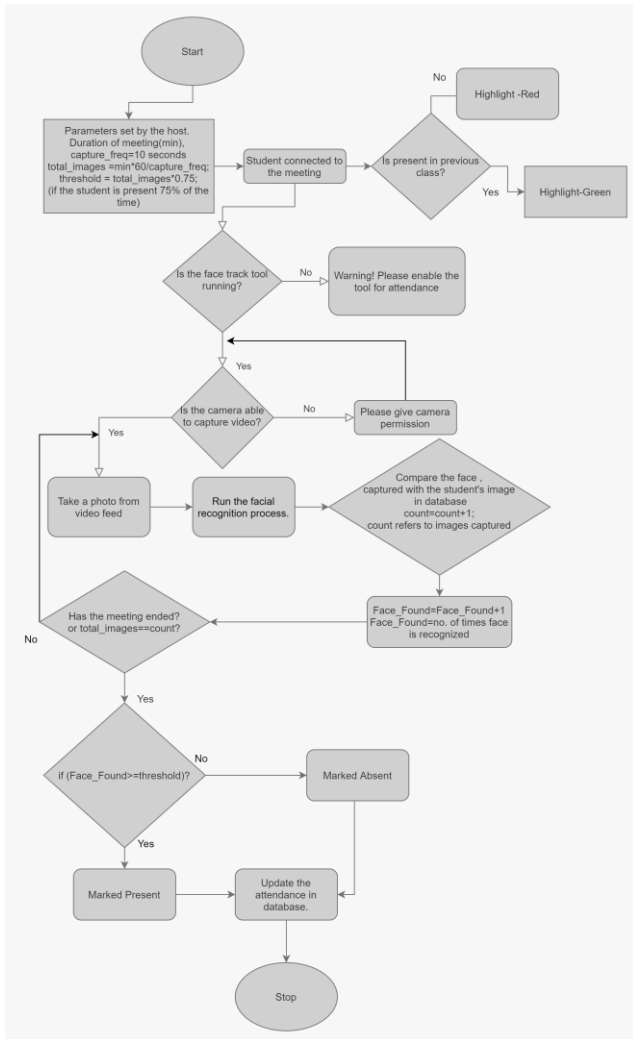 Start
No
Highlight -Red
Parameters set by the host.
Duration of meeting(min),
capture_freq=10 seconds
total_images =min*60/capture_freq;
threshold = total_images*0.75;
(if the student is present 75% of the
time)
Student connected to
the meeting
Is present in previous
class?
Yes
Highlight-Green
Is the face track tool
running?
No
Warning! Please enable the
tool for attendance
Yes
Is the camera able
to capture video?
No
Please give camera
permission
Yes
Take a photo from
video feed
Run the facial
recognition process.
Compare the face ,
captured with the student's image
in database
count=count+1;
count refers to images captured
Face_Found=Face_Found+1
Face_Found=no. of times face
is recognized
Has the meeting ended?
or total_images==count?
No
Yes
if (Face_Found>=threshold)?
No
Marked Absent
Yes
Marked Present
Update the
attendance in
database.
Stop